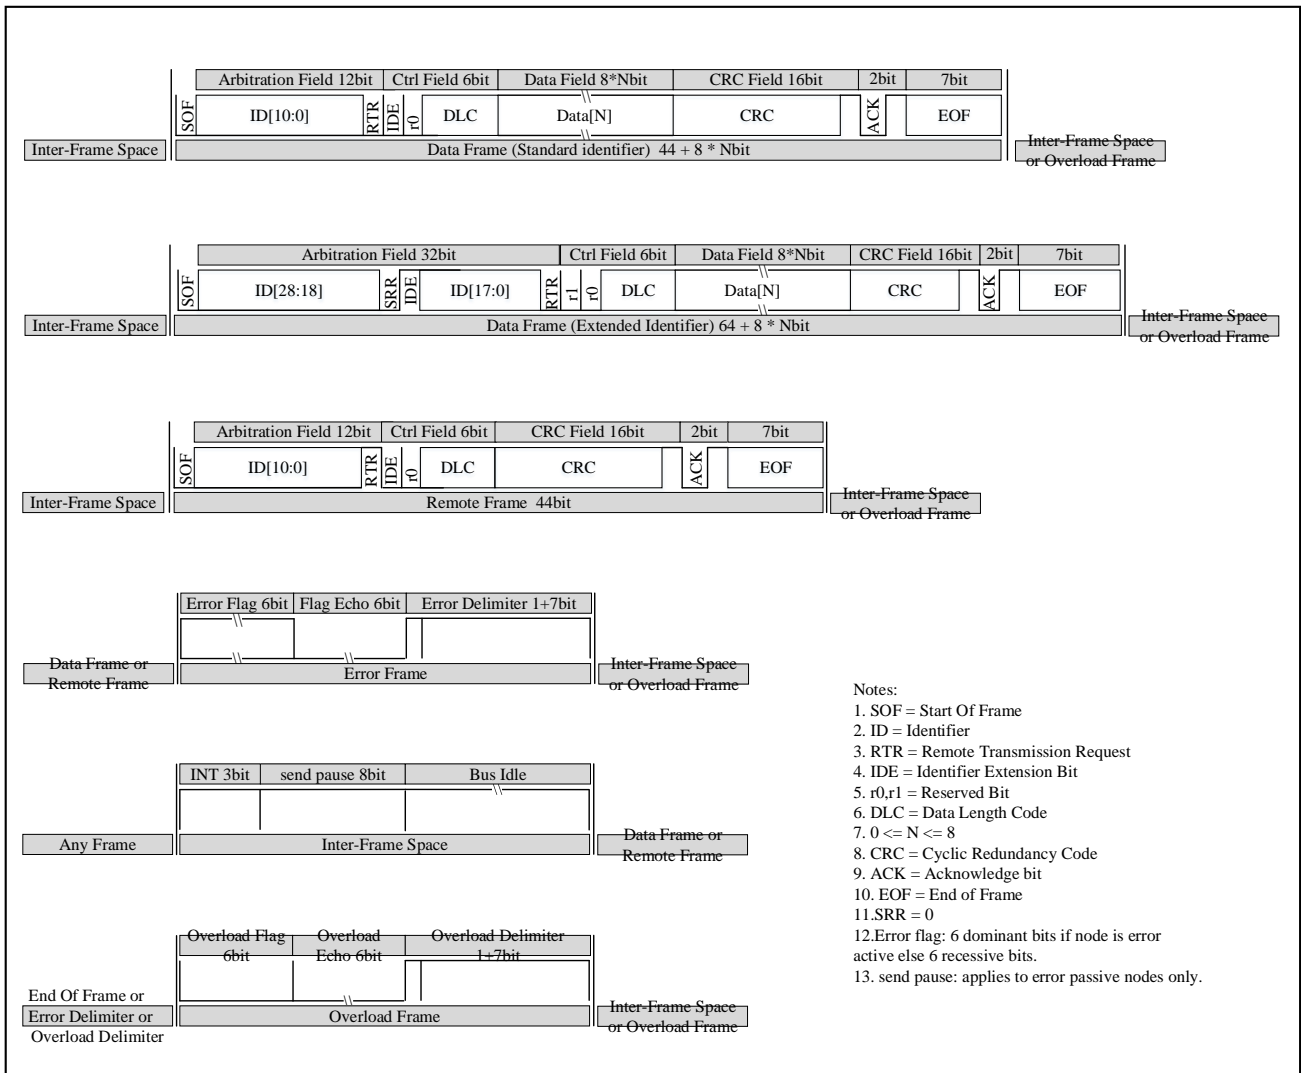 Arbitration Field 12bit Ctrl Field 6bit Data Field 8*Nbit CRC Field 16bit 2bit 7bit
SOF ID[10:0] RTR IDE r0 DLC Data[N] CRC ACK EOF
Inter-Frame Space Data Frame (Standard identifier) 44 + 8 * Nbit Inter-Frame Space
or Overload Frame
Arbitration Field 32bit Ctrl Field 6bit Data Field 8*Nbit CRC Field 16bit 2bit 7bit
SOF ID[28:18] SRR IDE ID[17:0] RTR r1 r0 DLC Data[N] CRC ACK EOF
Inter-Frame Space Data Frame (Extended Identifier) 64 + 8 * Nbit Inter-Frame Space
or Overload Frame
Arbitration Field 12bit Ctrl Field 6bit CRC Field 16bit 2bit 7bit
SOF ID[10:0] RTR IDE r0 DLC CRC ACK EOF
Inter-Frame Space Remote Frame 44bit Inter-Frame Space
or Overload Frame
Error Flag 6bit Flag Echo 6bit Error Delimiter 1+7bit
Data Frame or
Remote Frame
Error Frame
Inter-Frame Space
or Overload Frame
INT 3bit send pause 8bit Bus Idle
Any Frame Inter-Frame Space Data Frame or
Remote Frame
Overload Flag
6bit
Overload
Echo 6bit
Overload Delimiter
1+7bit
End Of Frame or
Error Delimiter or
Overload Delimiter
Overload Frame
Inter-Frame Space
or Overload Frame
Notes:
1. SOF = Start Of Frame
2. ID = Identifier
3. RTR = Remote Transmission Request
4. IDE = Identifier Extension Bit
5. r0,r1 = Reserved Bit
6. DLC = Data Length Code
7. 0 <= N <= 8
8. CRC = Cyclic Redundancy Code
9. ACK = Acknowledge bit
10. EOF = End of Frame
11.SRR = 0
12.Error flag: 6 dominant bits if node is error
active else 6 recessive bits.
13. send pause: applies to error passive nodes only.